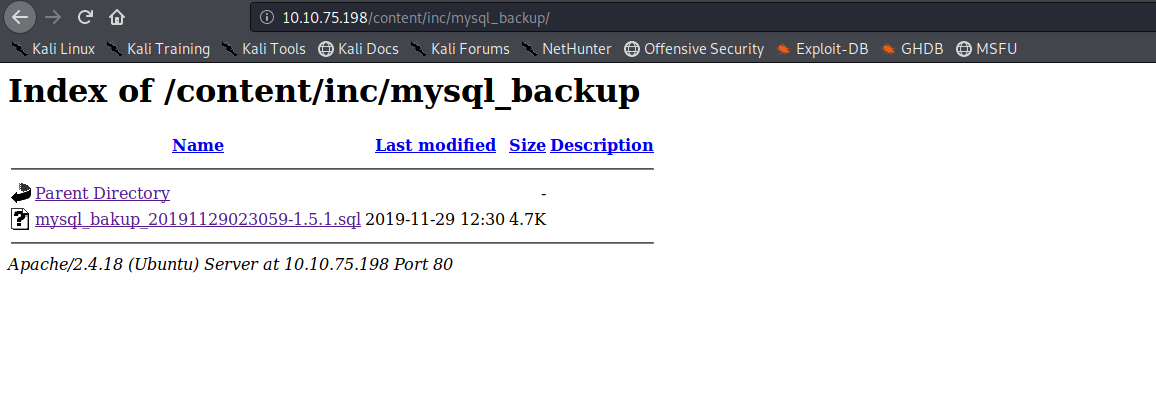 10.10.75.198/content/inc/mysql_backup/
Kali Linux Kali Training Kali Tools Kali Docs Kali Forums NetHunter Offensive Security Exploit-DB GHDB MSFU
Index of /content/inc/mysql_backup
Name Last modified Size Description
Parent Directory -
mysql_bakup_20191129023059-1.5.1.sql 2019-11-29 12:30 4.7K
Apache/2.4.18 (Ubuntu) Server at 10.10.75.198 Port 80